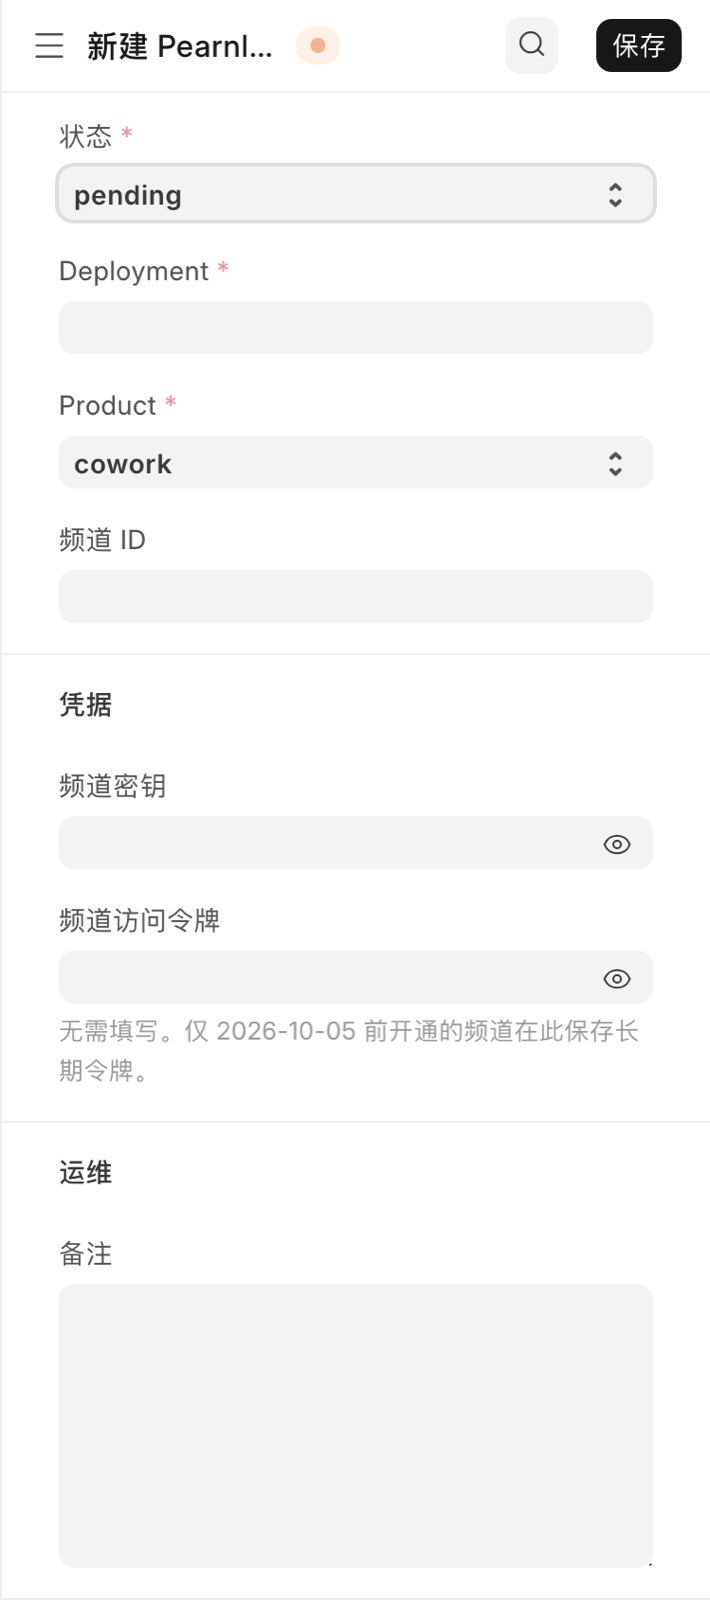 新建 Pearnl...
保存
状态 *
pending
Deployment *
Product *
cowork
频道 ID
凭据
频道密钥
频道访问令牌
无需填写。仅 2026-10-05 前开通的频道在此保存长
期令牌。
运维
备注